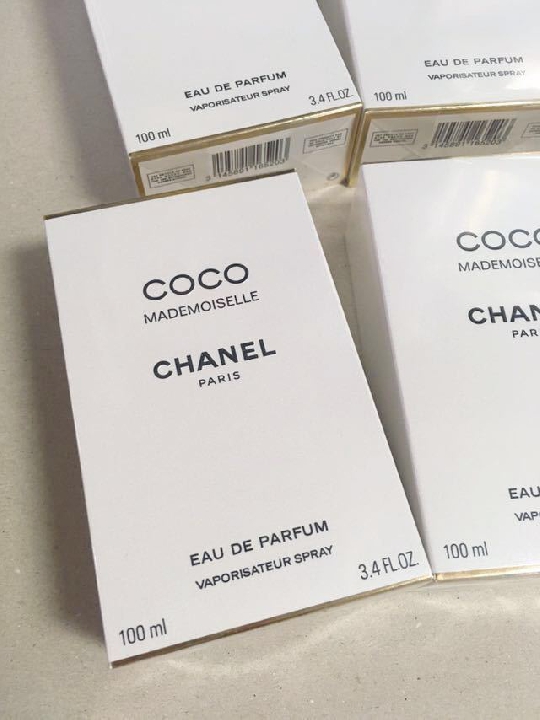 EAU DE PARFUM
VAPORISATEUR SPRAY
100 ml
3.4 FL.OZ.
EAU DE PARFUM
VAPORISATEUR SPRAY
100 ml
COCO
MADEMOISELLE
CHANEL
PARIS
EAU DE PARFUM
VAPORISATEUR SPRAY
100 ml
3.4 FL.OZ.
COCO
MADEMOISE
CHAN
PAR
EAU
VAP
100 ml